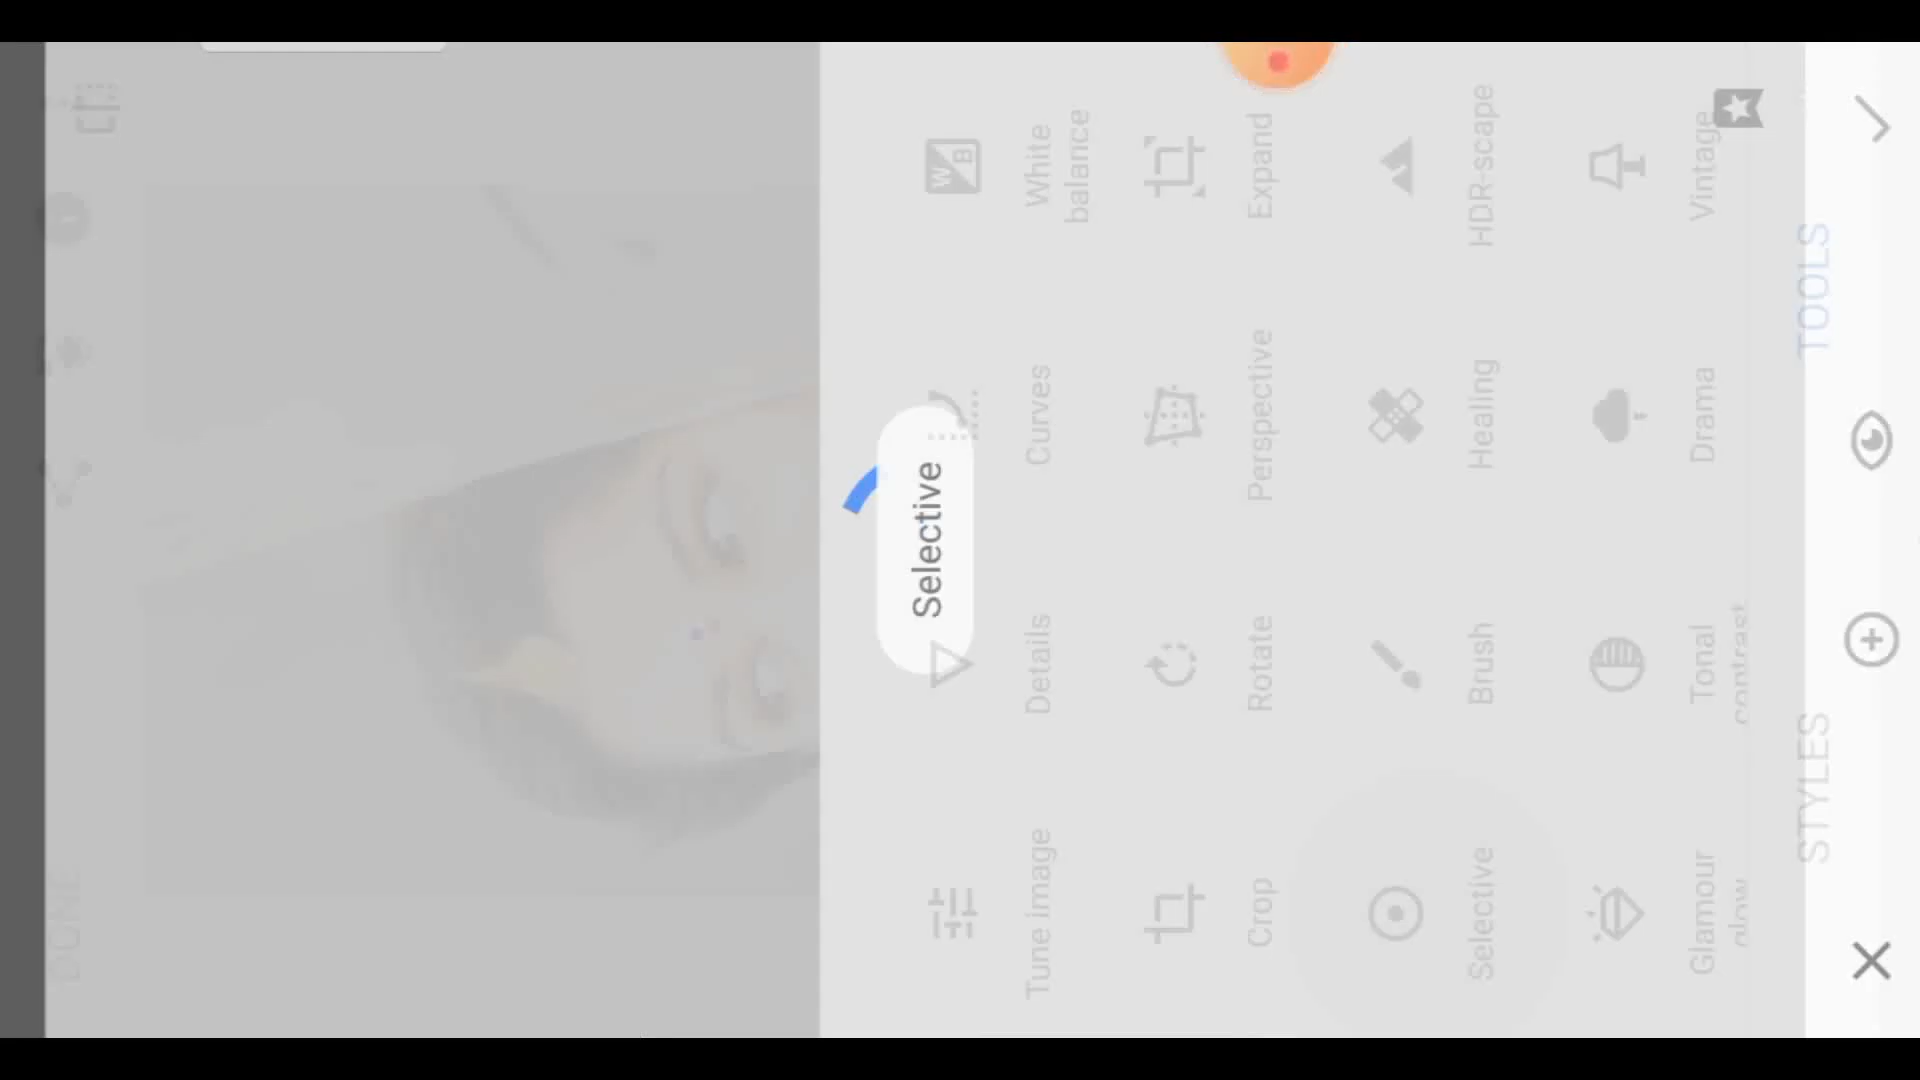 DONE
Selective
Tune image
Details
Curves
White
balance
Crop
Rotate
Perspective
Expand
Selective
Brush
Healing
HDR-scape
Glamour
glow
Tonal
contrast
Drama
Vintage
STYLES
TOOLS